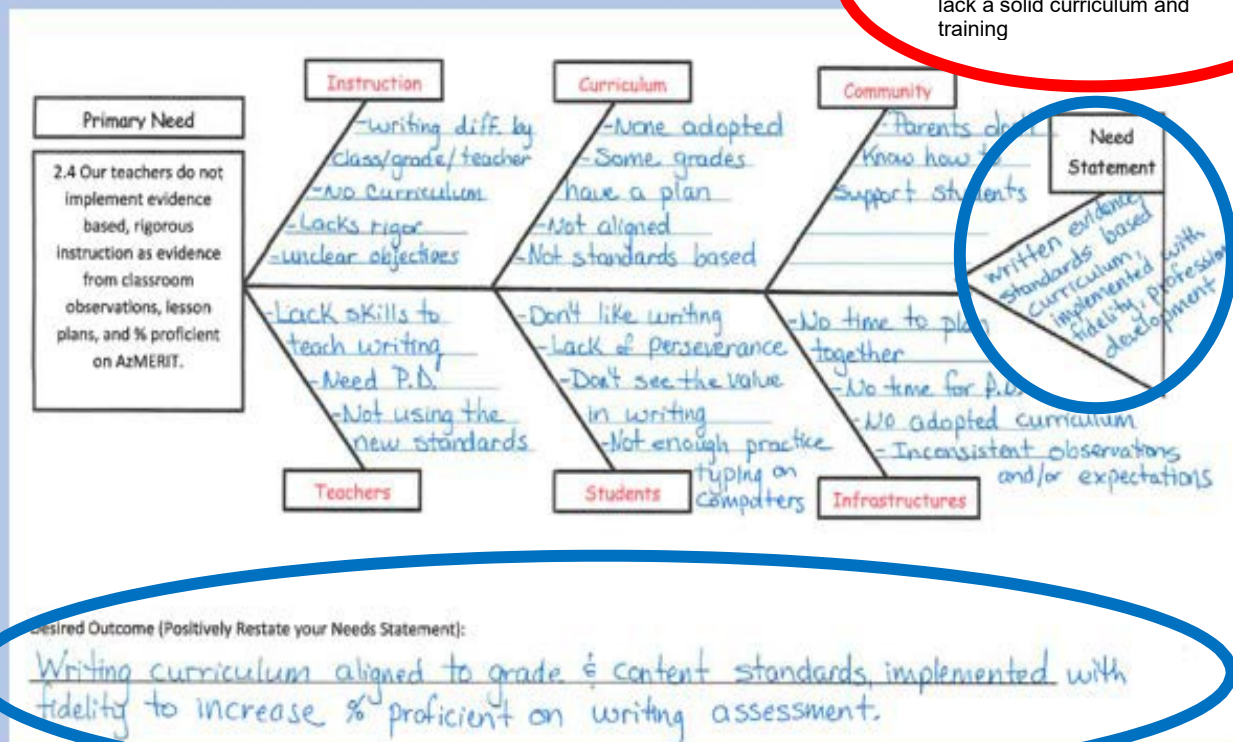 lack a solid curriculum and
training
Instruction
Curriculum
Community
Primary Need
2.4 Our teachers do not
implement evidence
based, rigorous
instruction as evidence
from classroom
observations, lesson
plans, and % proficient
on AzMERIT.
-writing diff. by
class/grade/teacher
-No curriculum
-Lacks rigor
-unclear objectives
-None adopted
-Some grades
have a plan
-Not aligned
-Not standards based
-Parents
Know how to
support students
Need
Statement
written evidence
standards based
curriculum,
implemented with
fidelity, profession
development
-Lack skills to
teach writing
-Need P.D.
-Not using the
new standards
-Don't like writing
-Lack of perseverance
-Don't see the value
in writing
-Not enough practice
typing on
computers
-No time to plan
together
-No time for P.D.
-No adopted curriculum
-Inconsistent observations
and/or expectations
Teachers
Students
Infrastructures
Desired Outcome (Positively Restate your Needs Statement):
Writing curriculum aligned to grade & content standards, implemented with
fidelity to increase % proficient on writing assessment.